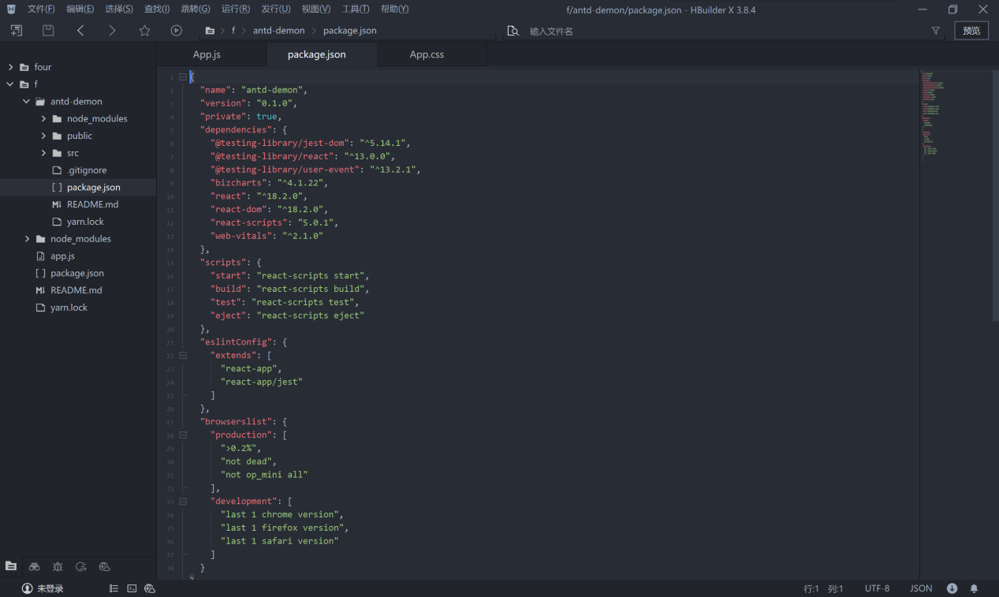 文件(F) 编辑(E) 选择(S) 查找(I) 跳转(G) 运行(R) 发行(U) 视图(V) 工具(T) 帮助(Y) f/antd-demon/package.json - HBuilder X 3.8.4
f antd-demon package.json 输入文件名 预览
App.js package.json App.css
four
f
antd-demon
node_modules
public
src
.gitignore
[ ] package.json
M↓ README.md
yarn.lock
node_modules
app.js
[ ] package.json
M↓ README.md
yarn.lock
1 {
2 "name": "antd-demon",
3 "version": "0.1.0",
4 "private": true,
5 "dependencies": {
6 "@testing-library/jest-dom": "^5.14.1",
7 "@testing-library/react": "^13.0.0",
8 "@testing-library/user-event": "^13.2.1",
9 "bizcharts": "^4.1.22",
10 "react": "^18.2.0",
11 "react-dom": "^18.2.0",
12 "react-scripts": "5.0.1",
13 "web-vitals": "^2.1.0"
14 },
15 "scripts": {
16 "start": "react-scripts start",
17 "build": "react-scripts build",
18 "test": "react-scripts test",
19 "eject": "react-scripts eject"
20 },
21 "eslintConfig": {
22 "extends": [
23 "react-app",
24 "react-app/jest"
25 ]
26 },
27 "browserslist": {
28 "production": [
29 ">0.2%",
30 "not dead",
31 "not op_mini all"
32 ],
33 "development": [
34 "last 1 chrome version",
35 "last 1 firefox version",
36 "last 1 safari version"
37 ]
38 }
未登录 行:1 列:1 UTF-8 JSON